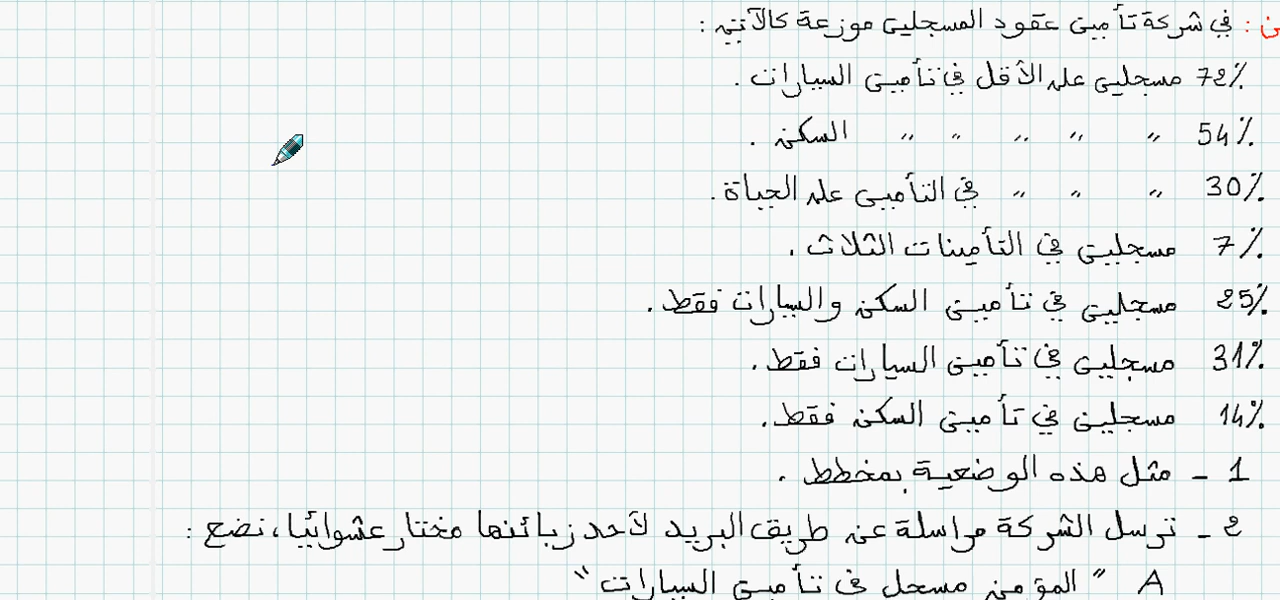 ن : في شركة تأمين عقود المسجلين موزعة كالآتي :
72% مسجلين على الأقل في تأمين السيارات .
54% " " " " " السكن .
30% " " " في التأمين على الحياة .
7% مسجلين في التأمينات الثلاث .
25% مسجلين في تأمين السكن والسيارات فقط .
31% مسجلين في تأمين السيارات فقط .
14% مسجلين في تأمين السكن فقط .
1 - مثل هذه الوضعية بمخطط .
2 - ترسل الشركة مراسلة عن طريق البريد لأحد زبائنها مختار عشوائيا، نضع :
A " المؤمن مسجل في تأمين السيارات "